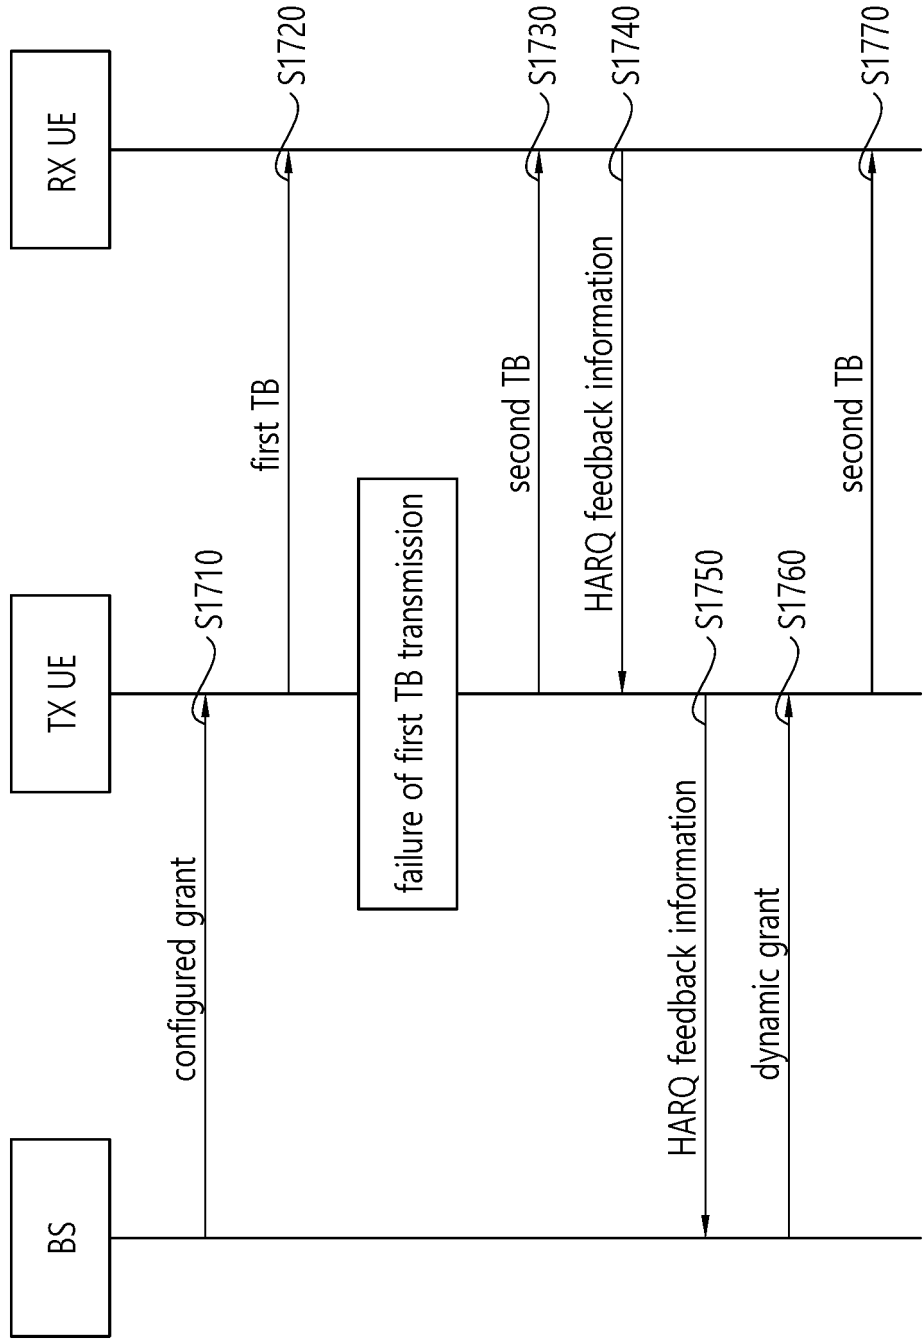 BS
TX UE
RX UE
configured grant
S1710
first TB
S1720
failure of first TB transmission
second TB
S1730
HARQ feedback information
S1740
HARQ feedback information
S1750
dynamic grant
S1760
second TB
S1770